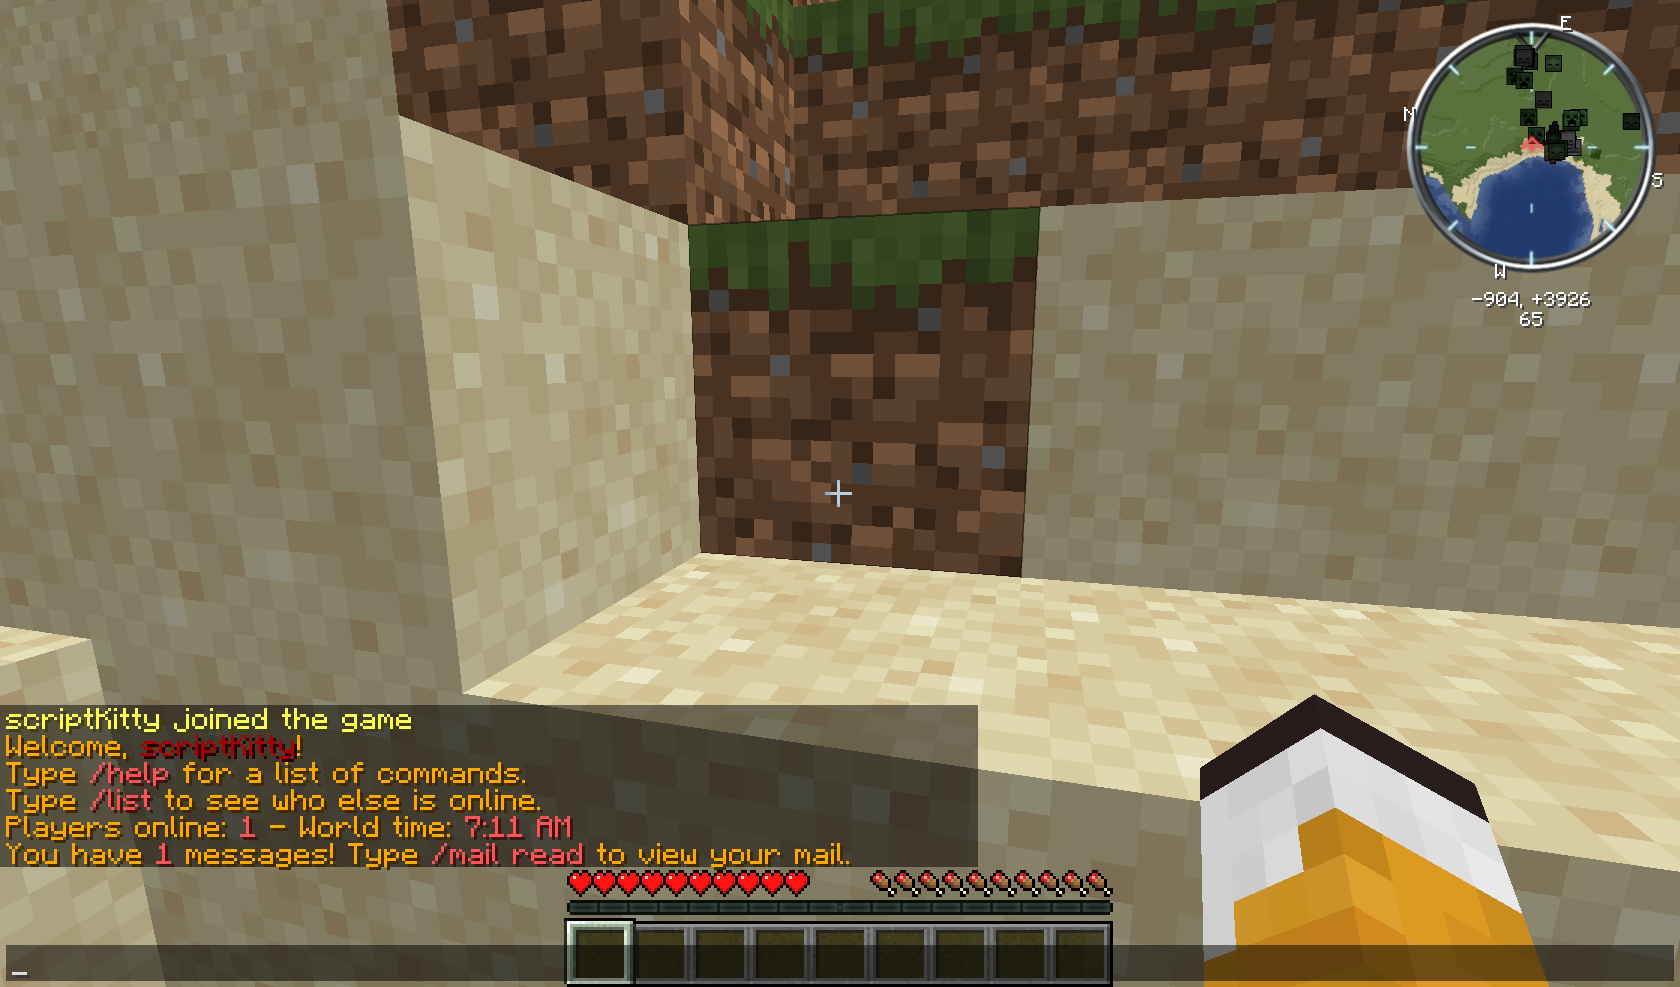 E
N
S
W
-904, +3926
65
scriptKitty joined the game
Welcome, scriptKitty!
Type /help for a list of commands.
Type /list to see who else is online.
Players online: 1 - World time: 7:11 AM
You have 1 messages! Type /mail read to view your mail.
_